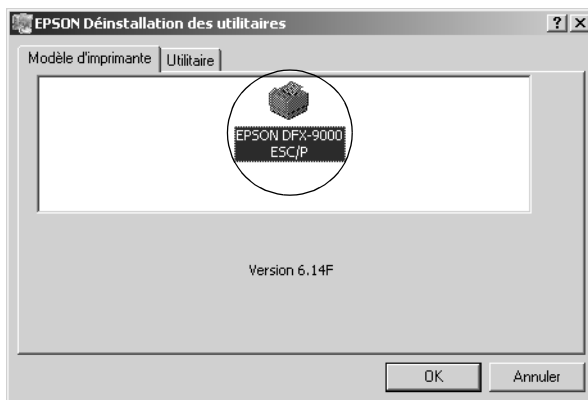 EPSON Déinstallation des utilitaires
Modèle d'imprimante
Utilitaire
EPSON DFX-9000
ESC/P
Version 6.14F
OK
Annuler